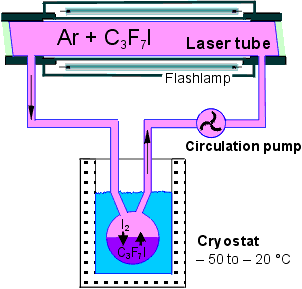 Ar + C₃F₇I
Laser tube
Flashlamp
Circulation pump
I₂
C₃F₇I
Cryostat
– 50 to – 20 °C